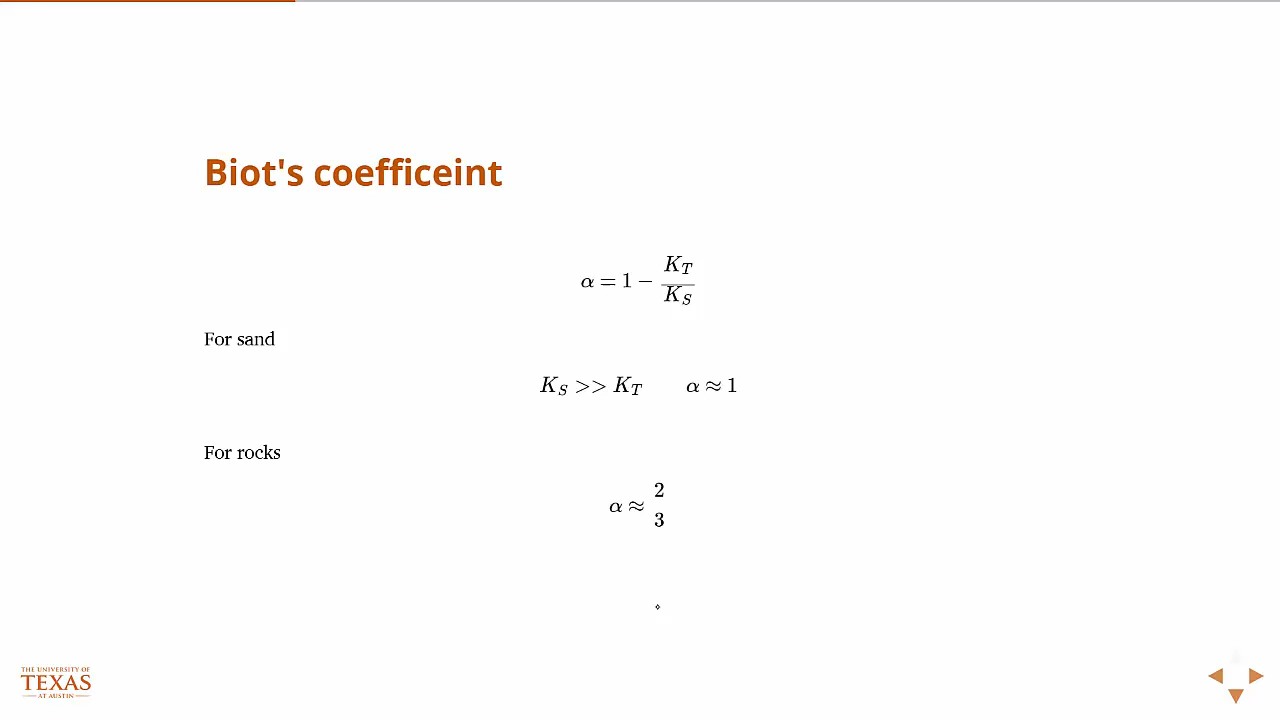 Biot's coefficeint
α = 1 − K_T / K_S
For sand
K_S >> K_T α ≈ 1
For rocks
α ≈ 2 / 3
THE UNIVERSITY OF
TEXAS
AT AUSTIN